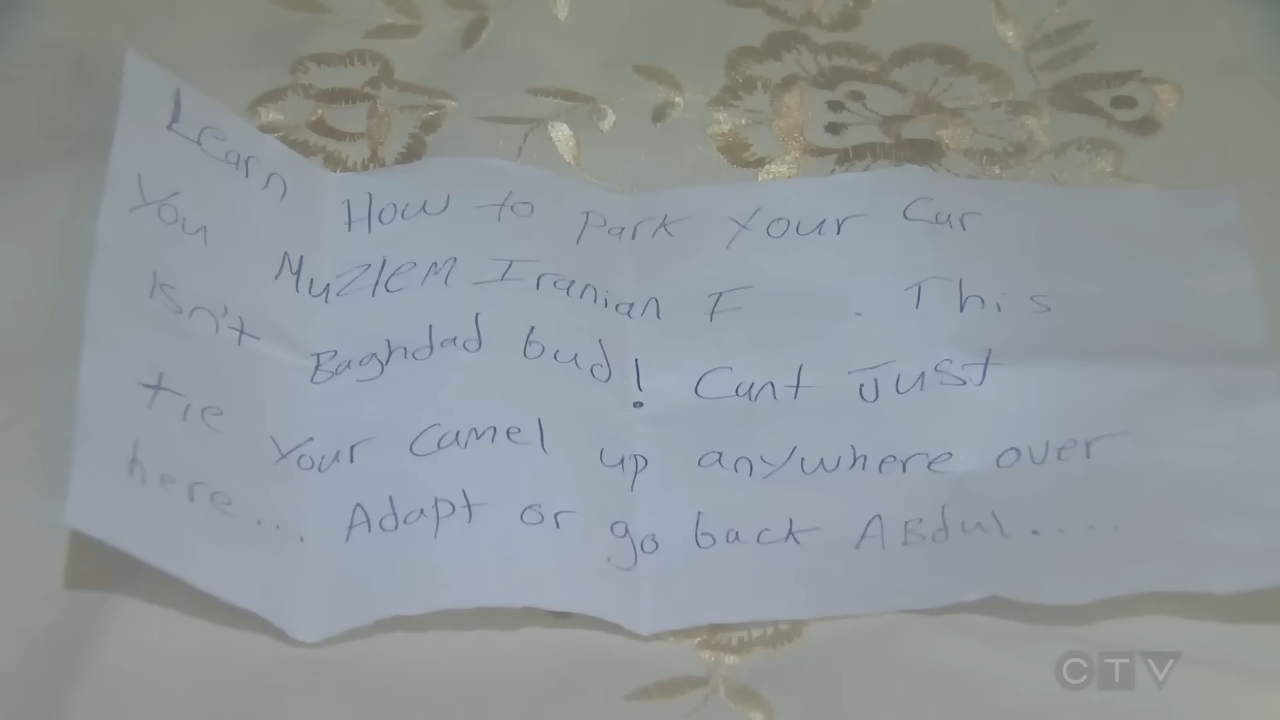 Learn How to Park Your Car
You Muzlem Iranian F . This
Isn't Baghdad bud! Cant Just
tie Your Camel up anywhere over
here... Adapt or go back ABdul.....
CTV